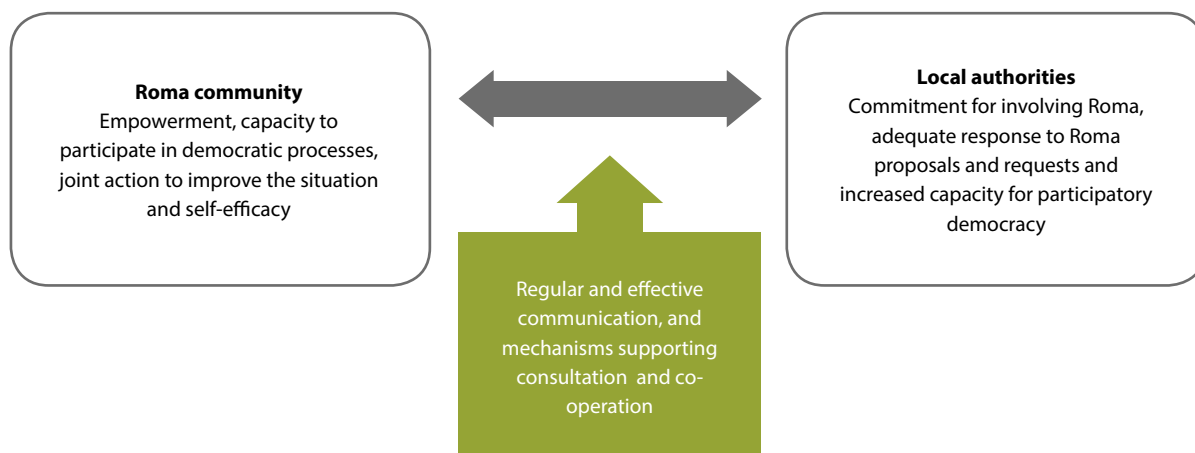 Roma community
Empowerment, capacity to
participate in democratic processes,
joint action to improve the situation
and self-efficacy
Local authorities
Commitment for involving Roma,
adequate response to Roma
proposals and requests and
increased capacity for participatory
democracy
Regular and effective
communication, and
mechanisms supporting
consultation and co-
operation